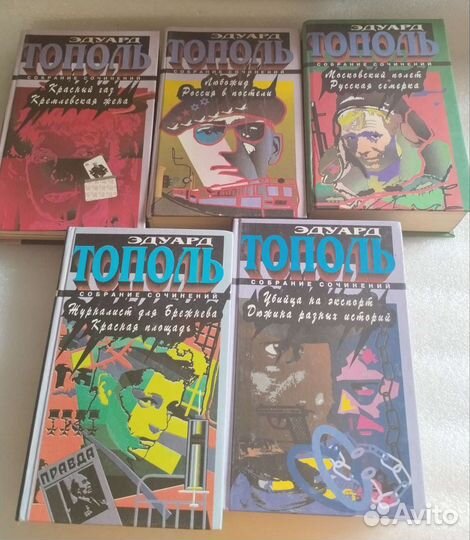 ЭДУАРД
ТОПОЛЬ
СОБРАНИЕ СОЧИНЕНИЙ
Красный газ
Кремлевская жена
ЭДУАРД
ТОПОЛЬ
СОБРАНИЕ СОЧИНЕНИЙ
Любожид
Россия в постели
ЭДУАРД
ТОПОЛЬ
СОБРАНИЕ СОЧИНЕНИЙ
Московский полет
Русская семерка
ЭДУАРД
ТОПОЛЬ
СОБРАНИЕ СОЧИНЕНИЙ
Журналист для Брежнева
Красная площадь
ПРАВДА
ЭДУАРД
ТОПОЛЬ
СОБРАНИЕ СОЧИНЕНИЙ
Убийца на экспорт
Дюжина разных историй
Avito